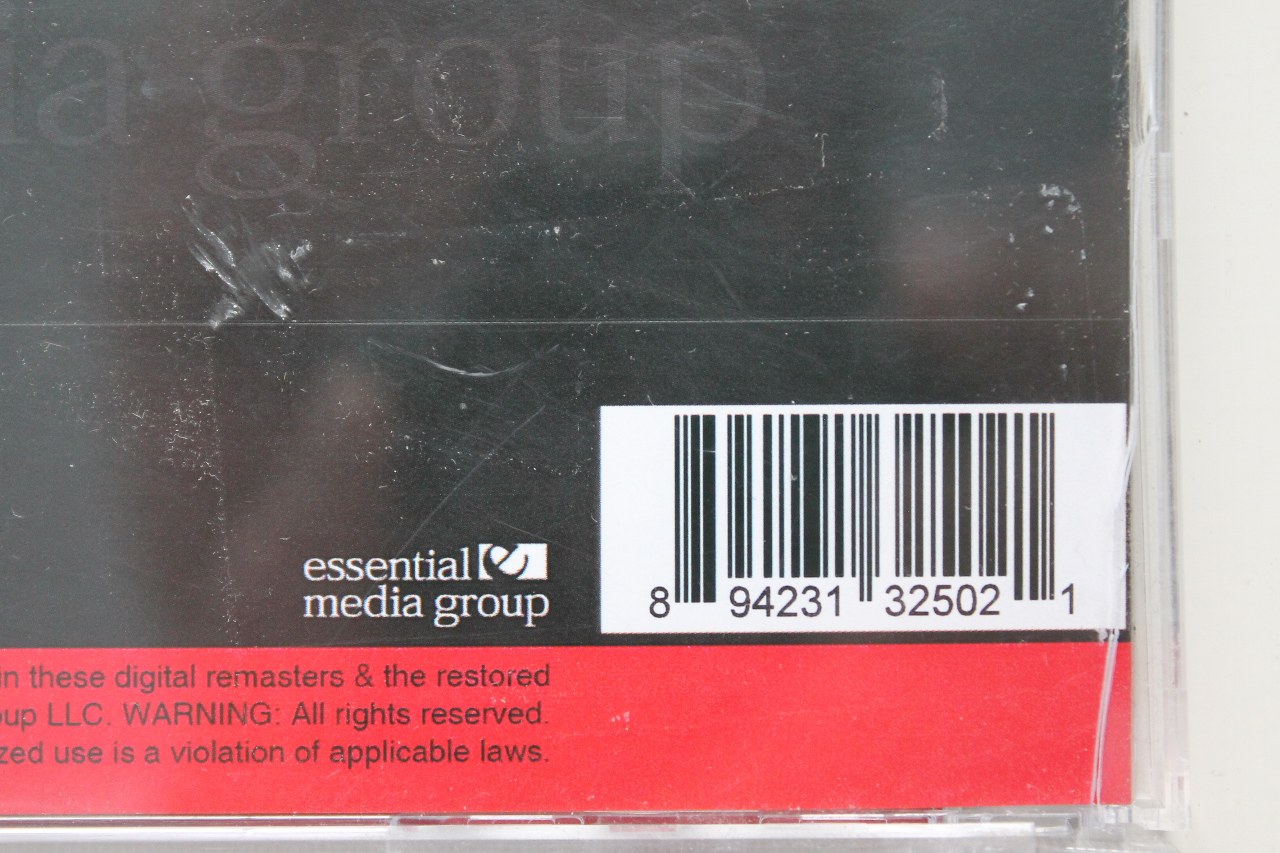 group
essential
media group
8 94231 32502 1
in these digital remasters & the restored
LLC. WARNING: All rights reserved.
use is a violation of applicable laws.